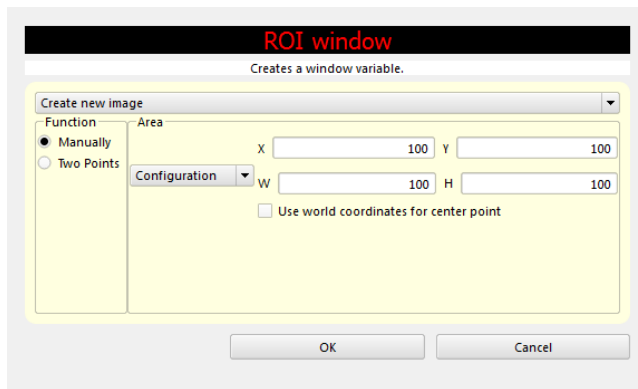 ROI window
Creates a window variable.
Create new image
Function
Area
Manually
Two Points
X 100 Y 100
Configuration
W 100 H 100
Use world coordinates for center point
OK Cancel